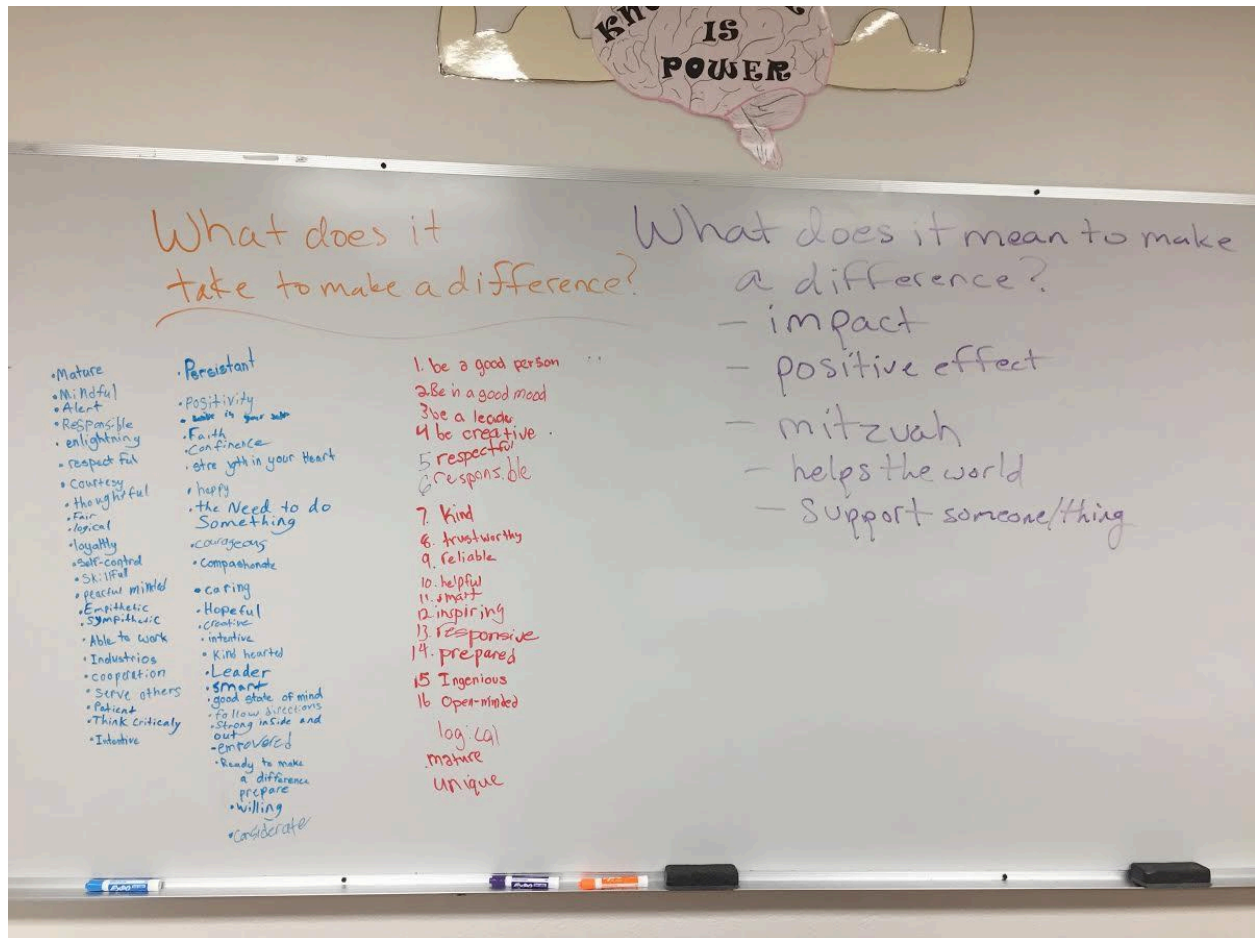 IS
POWER
What does it
take to make a difference?
• Mature
• Mindful
• Alert
• Responsible
• enlightning
• respectful
• Courtesy
• thoughtful
• Fair
• logical
• loyaltly
• Self-control
• Skillful
• peacful minded
• Empithetic
• Sympithetic
• Able to work
• Industrios
• cooperation
• Serve others
• Patient
• Think criticaly
• Intentive
• Persistant
• Positivity
in your
• Faith
• Confinence
• strength in your Heart
• happy
• the Need to do
Something
• courageous
• Compashonate
• caring
• Hopeful
• creative
• intentive
• Kind hearted
• Leader
• smart
• good state of mind
• follow directions
• Strong inside and
out
- empowered
• Ready to make
a difference
prepare
• willing
• considerate
1. be a good person
2. Be in a good mood
3 be a leader
4 be creative
5 respectful
6 responsible
7. Kind
8. trustworthy
9. reliable
10. helpful
11. smart
12 inspiring
13. responsive
14. prepared
15 Ingenious
16 Open-minded
logical
mature
unique
What does it mean to make
a difference?
- impact
- positive effect
- mitzvah
- helps the world
- Support someone/thing